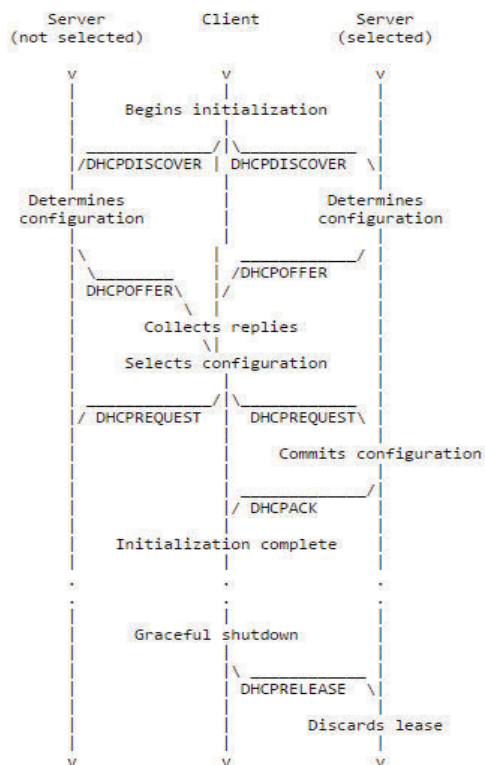 Server Client Server
(not selected) (selected)
v v v
Begins initialization
DHCPDISCOVER DHCPDISCOVER
Determines Determines
configuration configuration
DHCPOFFER
DHCPOFFER
Collects replies
Selects configuration
DHCPREQUEST DHCPREQUEST
Commits configuration
DHCPACK
Initialization complete
. . .
. . .
Graceful shutdown
DHCPRELEASE
Discards lease
v v v